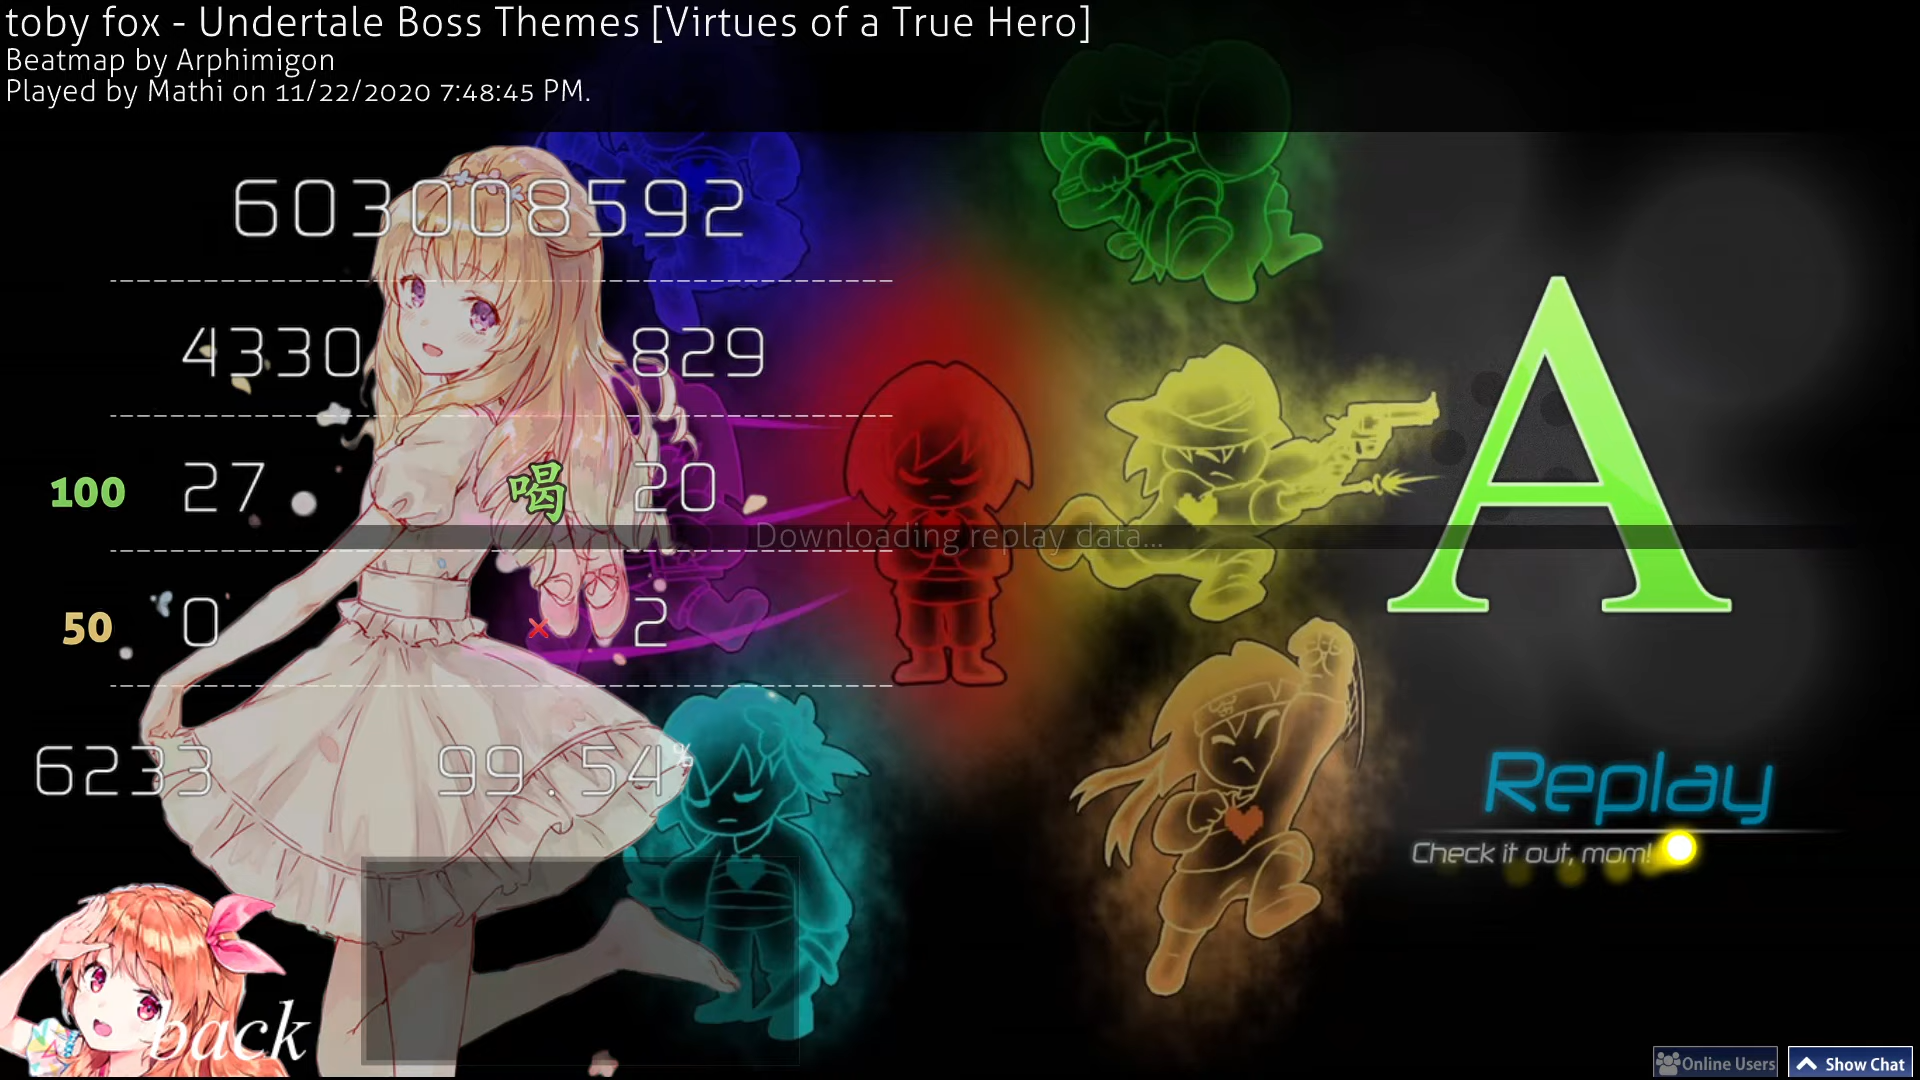 toby fox - Undertale Boss Themes [Virtues of a True Hero]
Beatmap by Arphimigon
Played by Mathi on 11/22/2020 7:48:45 PM.
603008592
4330 829
100 27 喝 20
Downloading replay data...
50 0 2
6233 99.54%
A
Replay
Check it out, mom!
back
Online Users
Show Chat